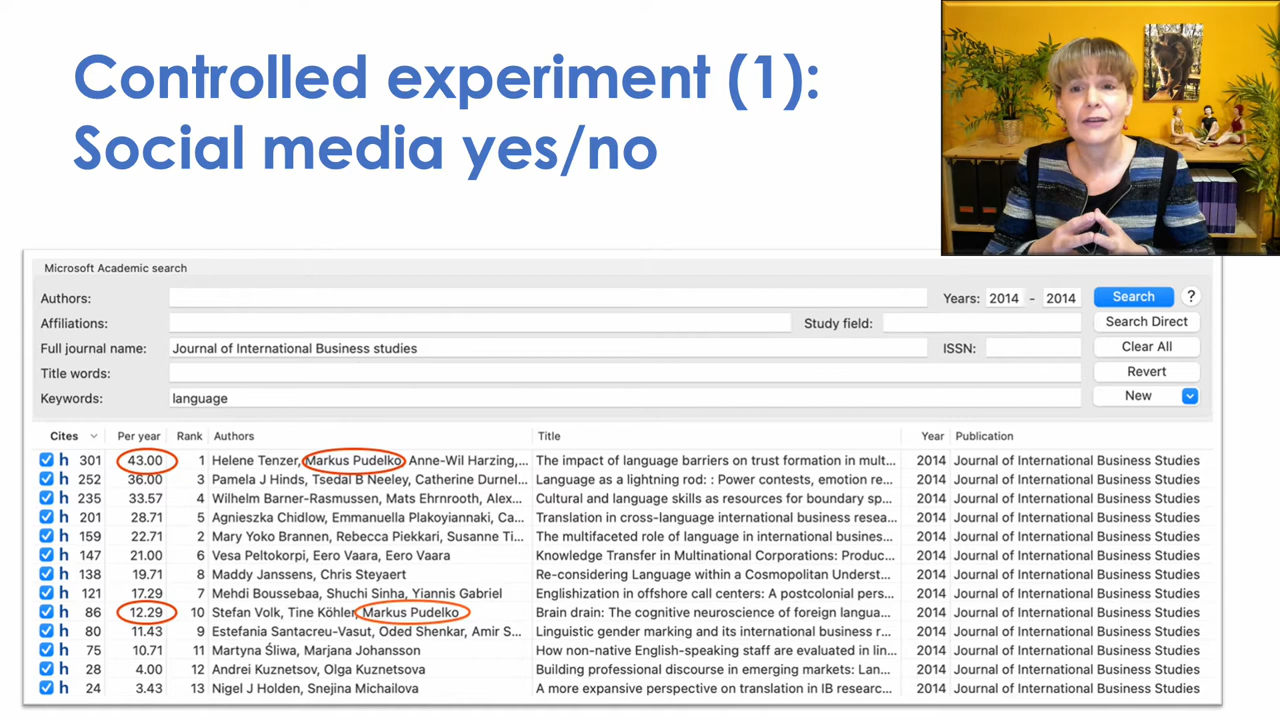 Controlled experiment (1):
Social media yes/no
Microsoft Academic search
Authors: Years: 2014 - 2014 Search ?
Affiliations: Study field: Search Direct
Full journal name: Journal of International Business studies ISSN: Clear All
Title words: Revert
Keywords: language New
Cites Per year Rank Authors Title Year Publication
h 301 43.00 1 Helene Tenzer, Markus Pudelko, Anne-Wil Harzing,... The impact of language barriers on trust formation in mult... 2014 Journal of International Business Studies
h 252 36.00 3 Pamela J Hinds, Tsedal B Neeley, Catherine Durnel... Language as a lightning rod: : Power contests, emotion re... 2014 Journal of International Business Studies
h 235 33.57 4 Wilhelm Barner-Rasmussen, Mats Ehrnrooth, Alex... Cultural and language skills as resources for boundary sp... 2014 Journal of International Business Studies
h 201 28.71 5 Agnieszka Chidlow, Emmanuella Plakoyiannaki, Ca... Translation in cross-language international business resea... 2014 Journal of International Business Studies
h 159 22.71 2 Mary Yoko Brannen, Rebecca Piekkari, Susanne Ti... The multifaceted role of language in international busines... 2014 Journal of International Business Studies
h 147 21.00 6 Vesa Peltokorpi, Eero Vaara, Eero Vaara Knowledge Transfer in Multinational Corporations: Produc... 2014 Journal of International Business Studies
h 138 19.71 8 Maddy Janssens, Chris Steyaert Re-considering Language within a Cosmopolitan Underst... 2014 Journal of International Business Studies
h 121 17.29 7 Mehdi Boussebaa, Shuchi Sinha, Yiannis Gabriel Englishization in offshore call centers: A postcolonial pers... 2014 Journal of International Business Studies
h 86 12.29 10 Stefan Volk, Tine Köhler, Markus Pudelko Brain drain: The cognitive neuroscience of foreign langua... 2014 Journal of International Business Studies
h 80 11.43 9 Estefania Santacreu-Vasut, Oded Shenkar, Amir S... Linguistic gender marking and its international business r... 2014 Journal of International Business Studies
h 75 10.71 11 Martyna Śliwa, Marjana Johansson How non-native English-speaking staff are evaluated in lin... 2014 Journal of International Business Studies
h 28 4.00 12 Andrei Kuznetsov, Olga Kuznetsova Building professional discourse in emerging markets: Lan... 2014 Journal of International Business Studies
h 24 3.43 13 Nigel J Holden, Snejina Michailova A more expansive perspective on translation in IB researc... 2014 Journal of International Business Studies